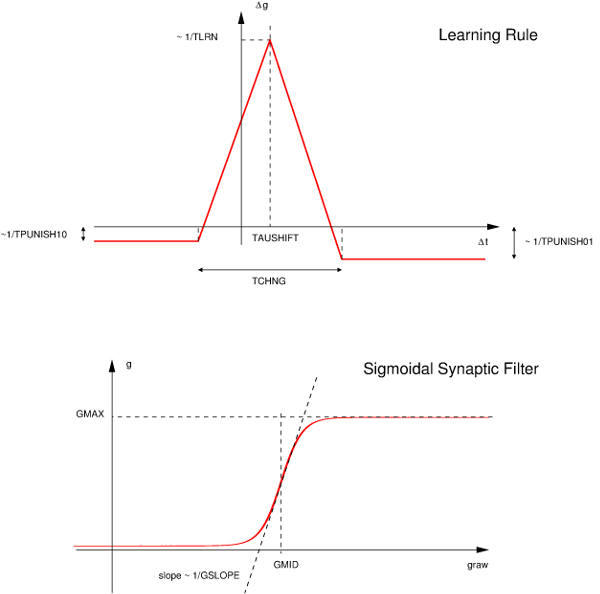 Δg
~ 1/TLRN
Learning Rule
~1/TPUNISH10
TAUSHIFT
Δt
~ 1/TPUNISH01
TCHNG
g
Sigmoidal Synaptic Filter
GMAX
GMID
graw
slope ~ 1/GSLOPE